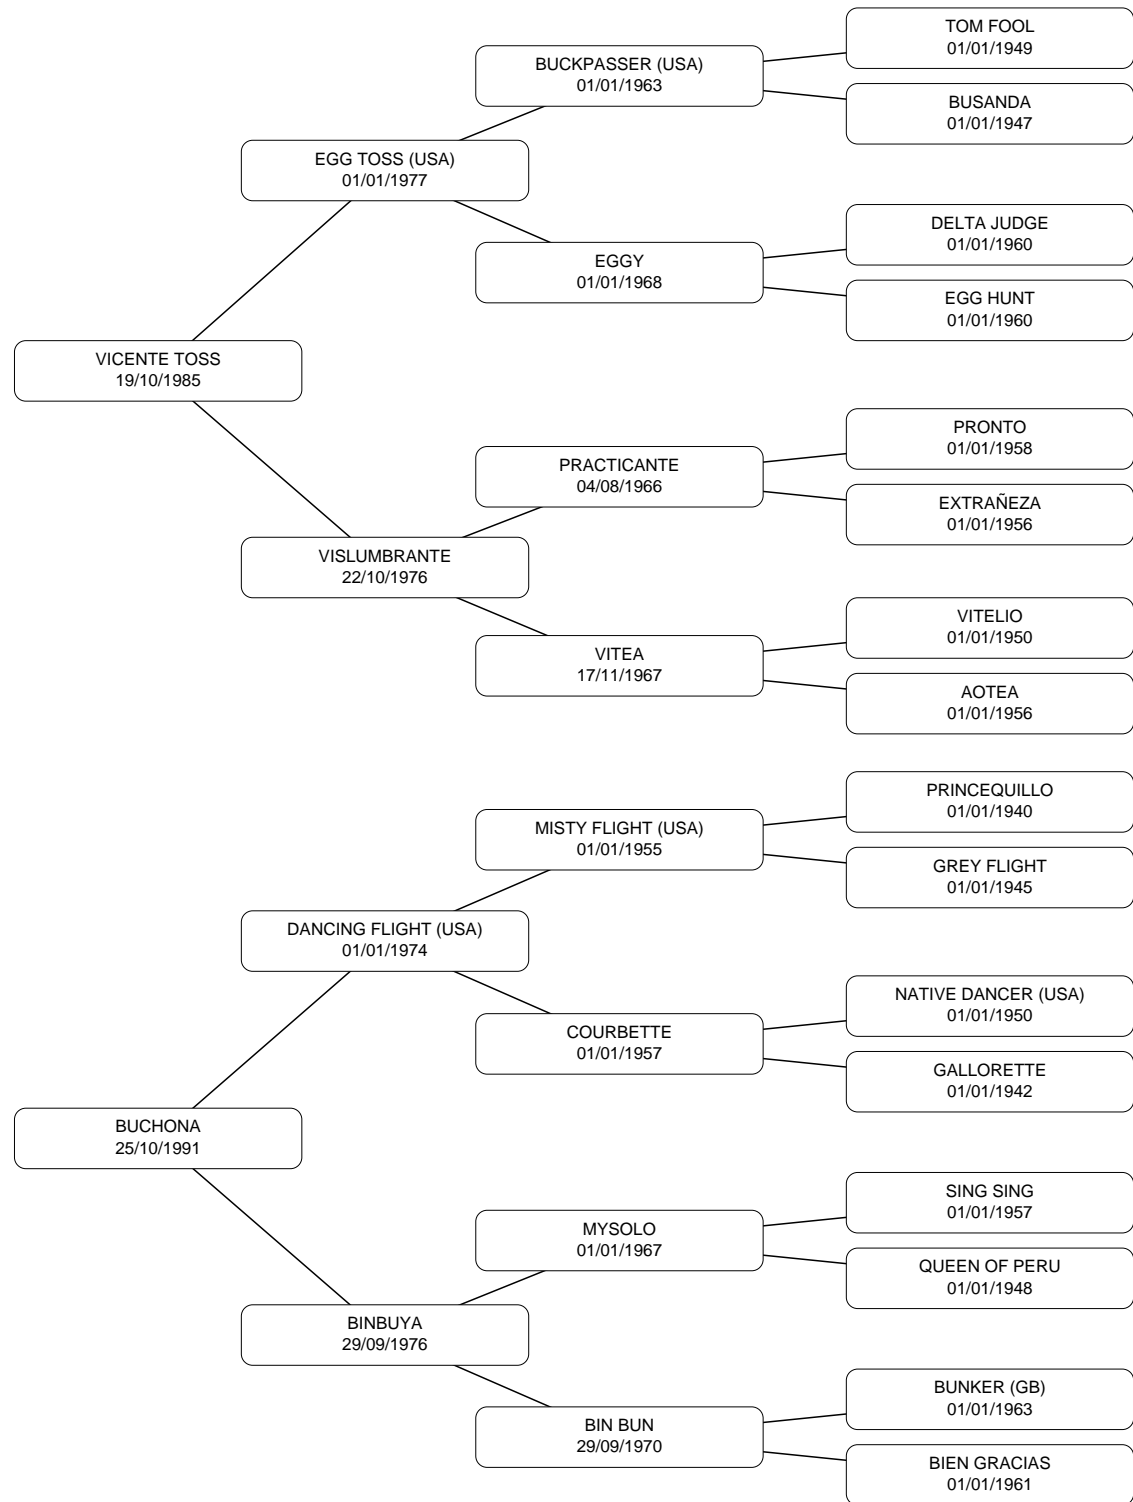 TOM FOOL
01/01/1949
BUCKPASSER (USA)
01/01/1963
BUSANDA
01/01/1947
EGG TOSS (USA)
01/01/1977
DELTA JUDGE
01/01/1960
EGGY
01/01/1968
EGG HUNT
01/01/1960
VICENTE TOSS
19/10/1985
PRONTO
01/01/1958
PRACTICANTE
04/08/1966
EXTRAÑEZA
01/01/1956
VISLUMBRANTE
22/10/1976
VITELIO
01/01/1950
VITEA
17/11/1967
AOTEA
01/01/1956
PRINCEQUILLO
01/01/1940
MISTY FLIGHT (USA)
01/01/1955
GREY FLIGHT
01/01/1945
DANCING FLIGHT (USA)
01/01/1974
NATIVE DANCER (USA)
01/01/1950
COURBETTE
01/01/1957
GALLORETTE
01/01/1942
BUCHONA
25/10/1991
SING SING
01/01/1957
MYSOLO
01/01/1967
QUEEN OF PERU
01/01/1948
BINBUYA
29/09/1976
BUNKER (GB)
01/01/1963
BIN BUN
29/09/1970
BIEN GRACIAS
01/01/1961